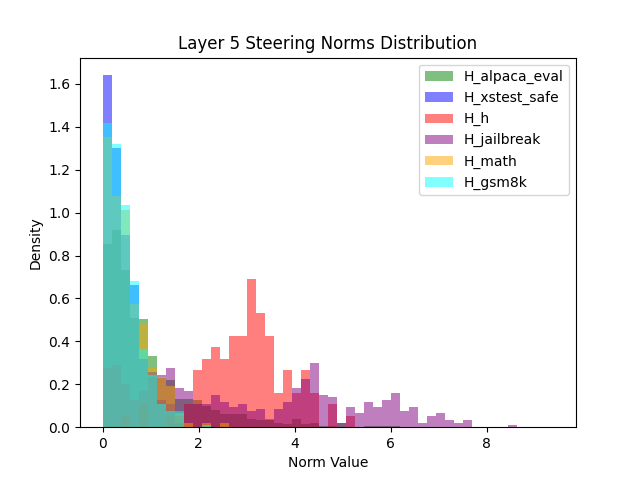 Layer 5 Steering Norms Distribution
H_alpaca_eval
H_xstest_safe
H_h
H_jailbreak
H_math
H_gsm8k
1.6
1.4
1.2
1.0
0.8
0.6
0.4
0.2
0.0
Density
0 2 4 6 8
Norm Value